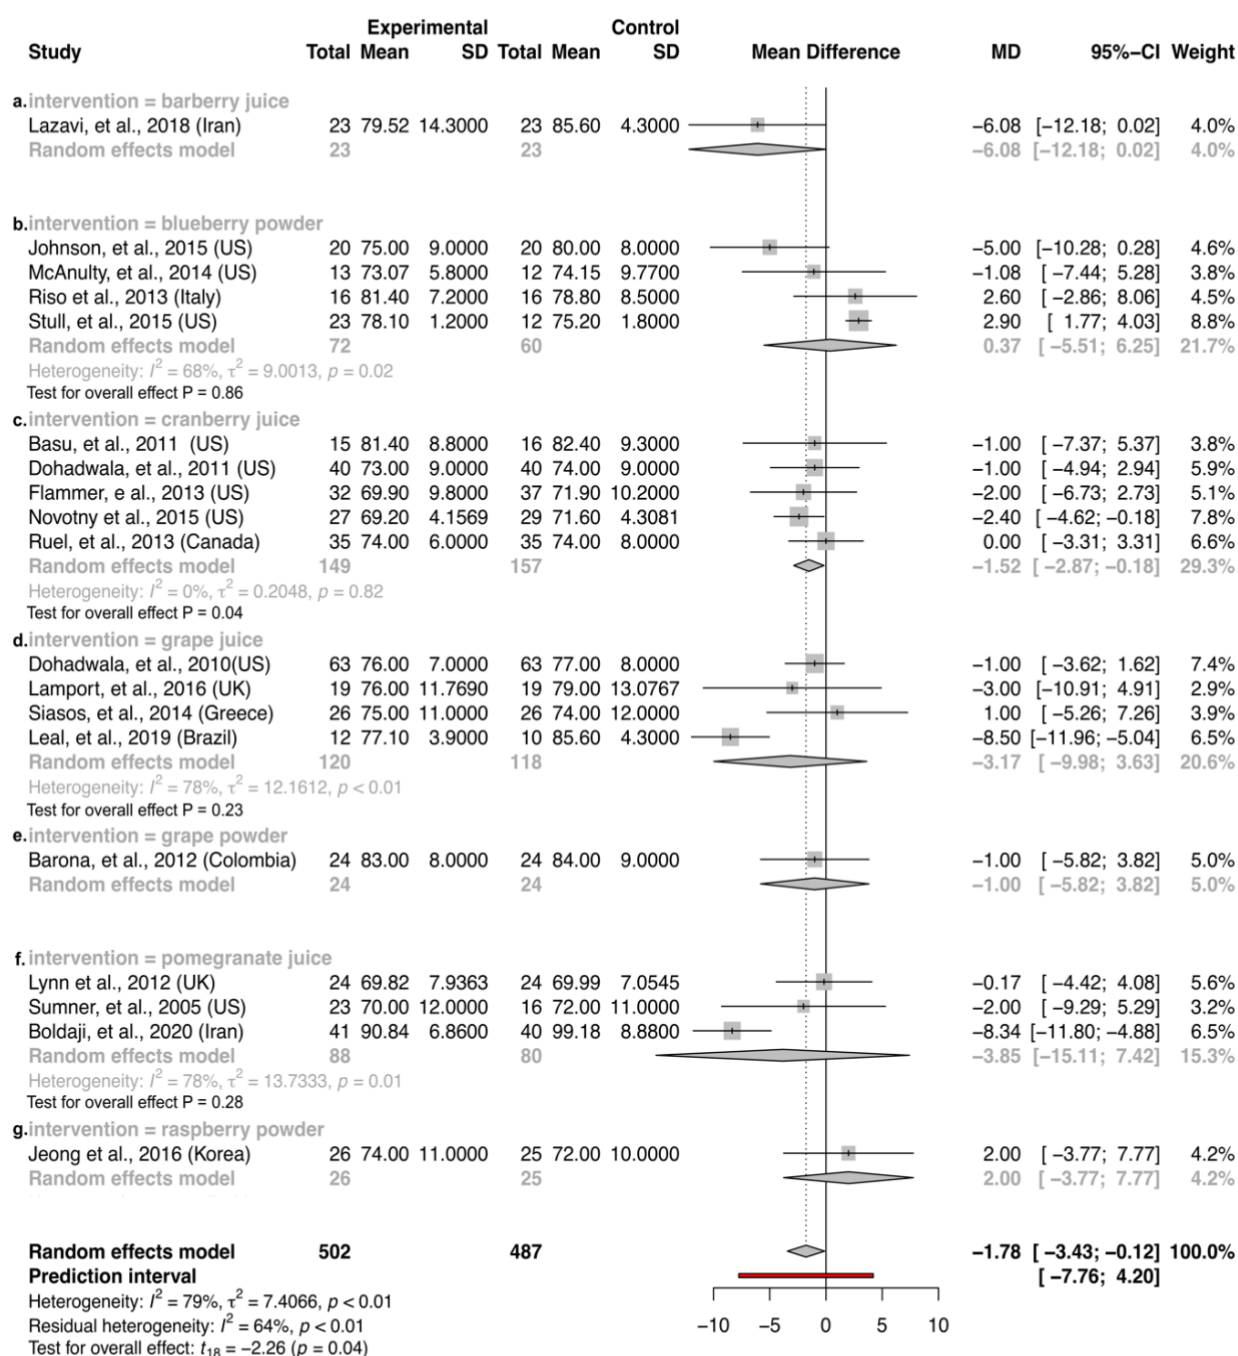 Experimental Control
Study Total Mean SD Total Mean SD Mean Difference MD 95%−CI Weight
a. intervention = barberry juice
Lazavi, et al., 2018 (Iran) 23 79.52 14.3000 23 85.60 4.3000 −6.08 [−12.18; 0.02] 4.0%
Random effects model 23 23 −6.08 [−12.18; 0.02] 4.0%
b. intervention = blueberry powder
Johnson, et al., 2015 (US) 20 75.00 9.0000 20 80.00 8.0000 −5.00 [−10.28; 0.28] 4.6%
McAnulty, et al., 2014 (US) 13 73.07 5.8000 12 74.15 9.7700 −1.08 [ −7.44; 5.28] 3.8%
Riso et al., 2013 (Italy) 16 81.40 7.2000 16 78.80 8.5000 2.60 [ −2.86; 8.06] 4.5%
Stull, et al., 2015 (US) 23 78.10 1.2000 12 75.20 1.8000 2.90 [ 1.77; 4.03] 8.8%
Random effects model 72 60 0.37 [ −5.51; 6.25] 21.7%
Heterogeneity: I² = 68%, τ² = 9.0013, p = 0.02
Test for overall effect P = 0.86
c. intervention = cranberry juice
Basu, et al., 2011 (US) 15 81.40 8.8000 16 82.40 9.3000 −1.00 [ −7.37; 5.37] 3.8%
Dohadwala, et al., 2011 (US) 40 73.00 9.0000 40 74.00 9.0000 −1.00 [ −4.94; 2.94] 5.9%
Flammer, e al., 2013 (US) 32 69.90 9.8000 37 71.90 10.2000 −2.00 [ −6.73; 2.73] 5.1%
Novotny et al., 2015 (US) 27 69.20 4.1569 29 71.60 4.3081 −2.40 [ −4.62; −0.18] 7.8%
Ruel, et al., 2013 (Canada) 35 74.00 6.0000 35 74.00 8.0000 0.00 [ −3.31; 3.31] 6.6%
Random effects model 149 157 −1.52 [ −2.87; −0.18] 29.3%
Heterogeneity: I² = 0%, τ² = 0.2048, p = 0.82
Test for overall effect P = 0.04
d. intervention = grape juice
Dohadwala, et al., 2010(US) 63 76.00 7.0000 63 77.00 8.0000 −1.00 [ −3.62; 1.62] 7.4%
Lamport, et al., 2016 (UK) 19 76.00 11.7690 19 79.00 13.0767 −3.00 [−10.91; 4.91] 2.9%
Siasos, et al., 2014 (Greece) 26 75.00 11.0000 26 74.00 12.0000 1.00 [ −5.26; 7.26] 3.9%
Leal, et al., 2019 (Brazil) 12 77.10 3.9000 10 85.60 4.3000 −8.50 [−11.96; −5.04] 6.5%
Random effects model 120 118 −3.17 [ −9.98; 3.63] 20.6%
Heterogeneity: I² = 78%, τ² = 12.1612, p < 0.01
Test for overall effect P = 0.23
e. intervention = grape powder
Barona, et al., 2012 (Colombia) 24 83.00 8.0000 24 84.00 9.0000 −1.00 [ −5.82; 3.82] 5.0%
Random effects model 24 24 −1.00 [ −5.82; 3.82] 5.0%
f. intervention = pomegranate juice
Lynn et al., 2012 (UK) 24 69.82 7.9363 24 69.99 7.0545 −0.17 [ −4.42; 4.08] 5.6%
Sumner, et al., 2005 (US) 23 70.00 12.0000 16 72.00 11.0000 −2.00 [ −9.29; 5.29] 3.2%
Boldaji, et al., 2020 (Iran) 41 90.84 6.8600 40 99.18 8.8800 −8.34 [−11.80; −4.88] 6.5%
Random effects model 88 80 −3.85 [−15.11; 7.42] 15.3%
Heterogeneity: I² = 78%, τ² = 13.7333, p = 0.01
Test for overall effect P = 0.28
g. intervention = raspberry powder
Jeong et al., 2016 (Korea) 26 74.00 11.0000 25 72.00 10.0000 2.00 [ −3.77; 7.77] 4.2%
Random effects model 26 25 2.00 [ −3.77; 7.77] 4.2%
Random effects model 502 487 −1.78 [ −3.43; −0.12] 100.0%
Prediction interval [ −7.76; 4.20]
Heterogeneity: I² = 79%, τ² = 7.4066, p < 0.01
Residual heterogeneity: I² = 64%, p < 0.01
−10 −5 0 5 10
Test for overall effect: t₁₈ = −2.26 (p = 0.04)